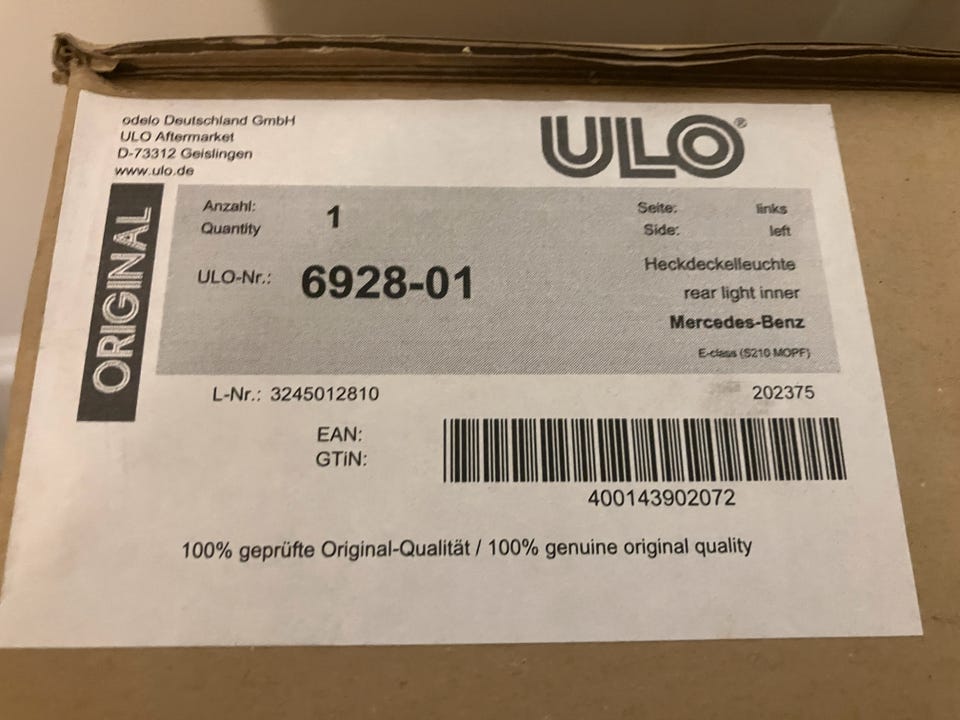 odelo Deutschland GmbH
ULO Aftermarket
D-73312 Geislingen
www.ulo.de
ULO®
ORIGINAL
Anzahl: 1 Seite: links
Quantity Side: left
ULO-Nr.: 6928-01
Heckdeckelleuchte
rear light inner
Mercedes-Benz
E-class (S210 MOPF)
L-Nr.: 3245012810 202375
EAN:
GTiN:
400143902072
100% geprüfte Original-Qualität / 100% genuine original quality